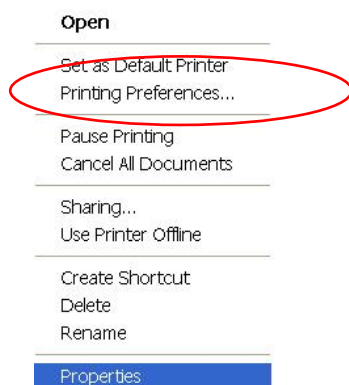 Open
Set as Default Printer
Printing Preferences...
Pause Printing
Cancel All Documents
Sharing...
Use Printer Offline
Create Shortcut
Delete
Rename
Properties